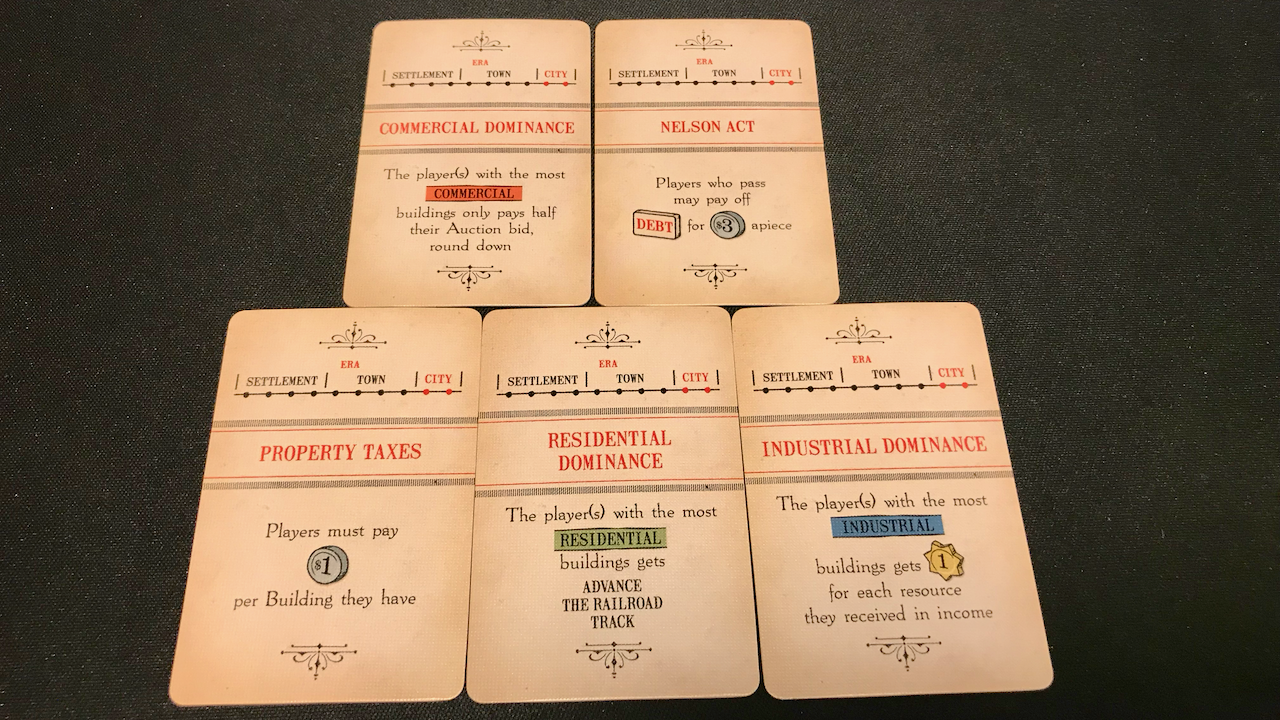 ERA
SETTLEMENT TOWN CITY
COMMERCIAL DOMINANCE
The player(s) with the most
COMMERCIAL
buildings only pays half
their Auction bid,
round down
ERA
SETTLEMENT TOWN CITY
NELSON ACT
Players who pass
may pay off
DEBT for $3 apiece
ERA
SETTLEMENT TOWN CITY
PROPERTY TAXES
Players must pay
$1
per Building they have
ERA
SETTLEMENT TOWN CITY
RESIDENTIAL
DOMINANCE
The player(s) with the most
RESIDENTIAL
buildings gets
ADVANCE
THE RAILROAD
TRACK
ERA
SETTLEMENT TOWN CITY
INDUSTRIAL DOMINANCE
The player(s) with the most
INDUSTRIAL
buildings gets 1
for each resource
they received in income